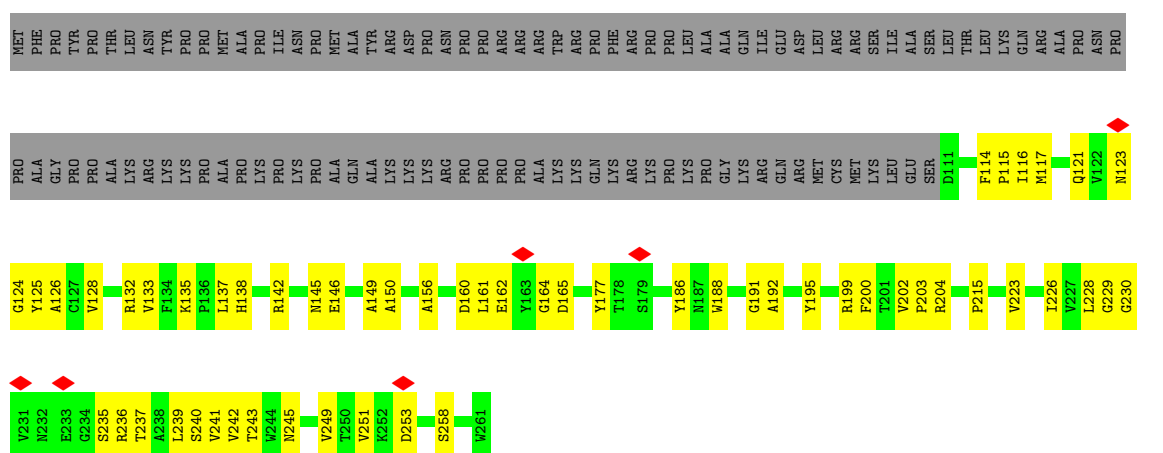 MET PHE PRO TYR PRO THR LEU ASN TYR PRO PRO MET ALA PRO ILE ASN PRO MET ALA TYR ARG ASP PRO ASN PRO PRO ARG ARG ARG TRP ARG PRO PHE ARG PRO PRO LEU ALA ALA GLN ILE GLU ASP LEU ARG ARG SER ILE ALA SER LEU THR LEU LYS GLN ARG ALA PRO ASN PRO
PRO ALA GLY PRO PRO ALA LYS ARG LYS LYS PRO ALA PRO LYS PRO LYS PRO ALA GLN ALA LYS LYS LYS ARG PRO PRO PRO PRO ALA LYS LYS GLN LYS ARG LYS PRO LYS PRO GLY LYS ARG GLN ARG MET CYS MET LYS LEU GLU SER D111 F114 P115 I116 M117 Q121 V122 N123
G124 Y125 A126 C127 V128 R132 V133 F134 K135 P136 L137 H138 R142 N145 E146 A149 A150 A156 D160 L161 E162 Y163 G164 D165 Y177 T178 S179 Y186 N187 W188 G191 A192 Y195 R199 F200 T201 V202 P203 R204 P215 V223 I226 V227 L228 G229 G230
V231 N232 E233 G234 S235 R236 T237 A238 L239 S240 V241 V242 T243 W244 N245 V249 T250 V251 K252 D253 S258 W261